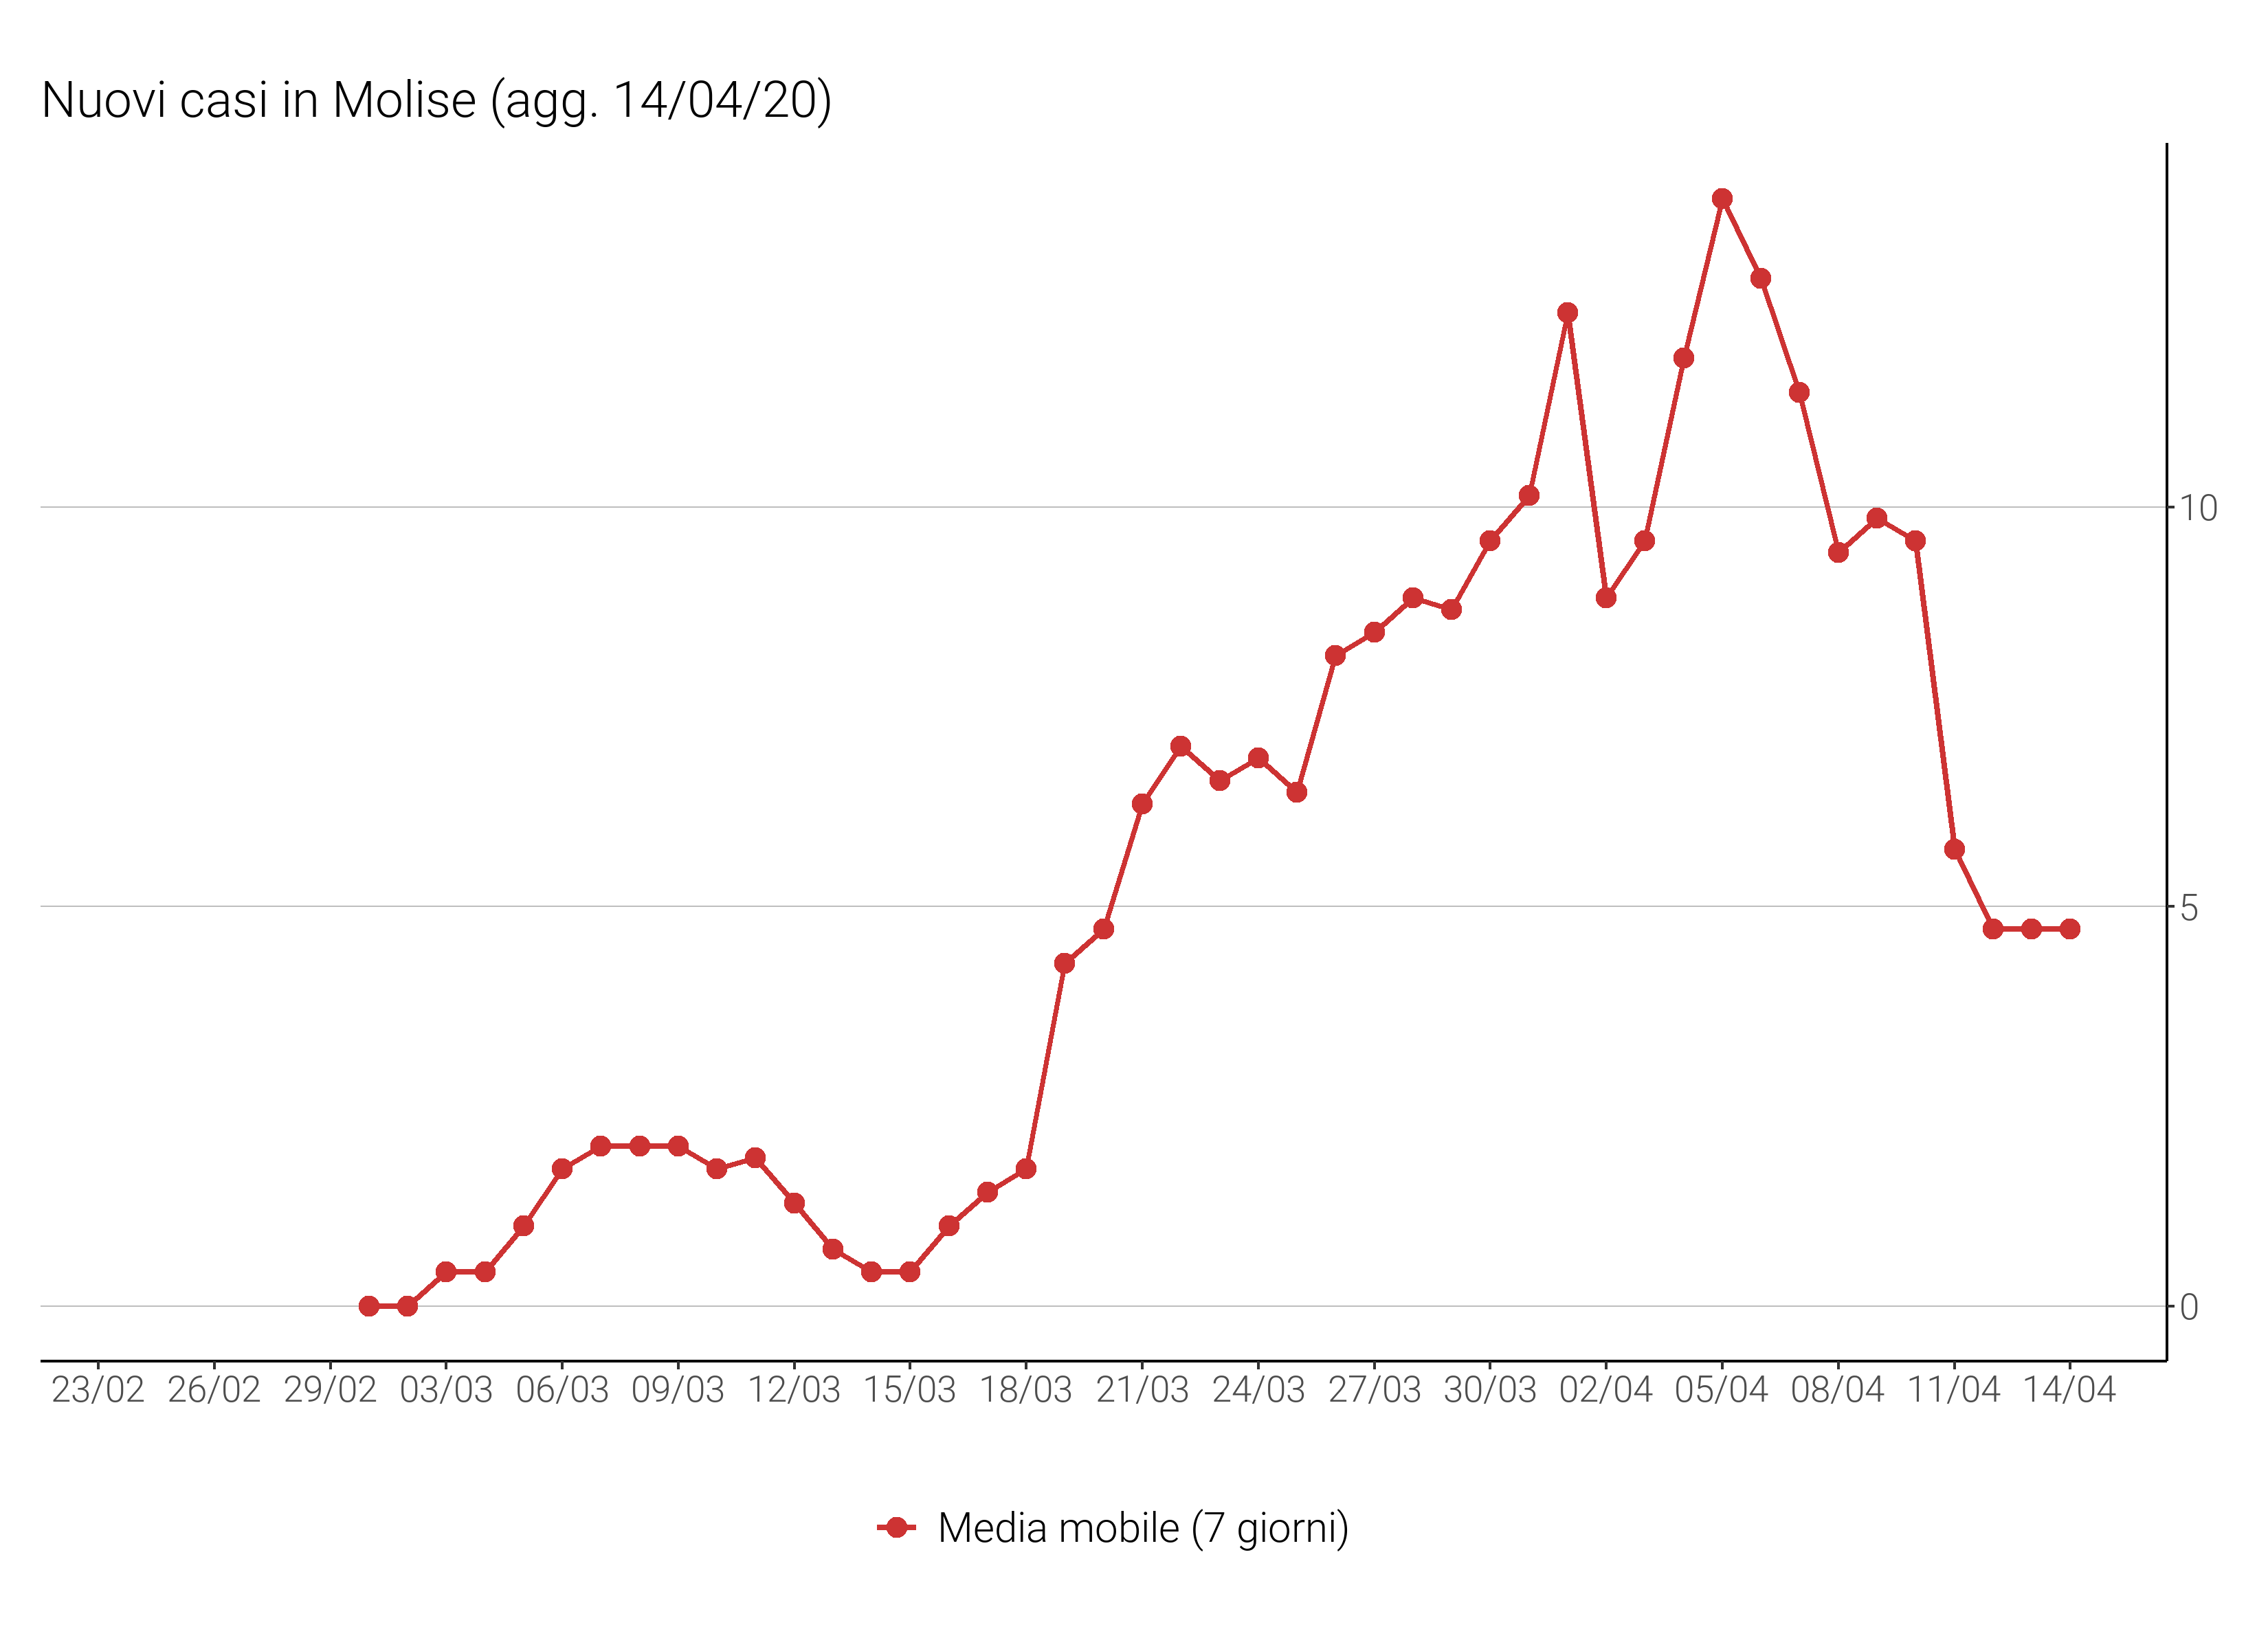 Nuovi casi in Molise (agg. 14/04/20)
10
5
0
23/02 26/02 29/02 03/03 06/03 09/03 12/03 15/03 18/03 21/03 24/03 27/03 30/03 02/04 05/04 08/04 11/04 14/04
Media mobile (7 giorni)